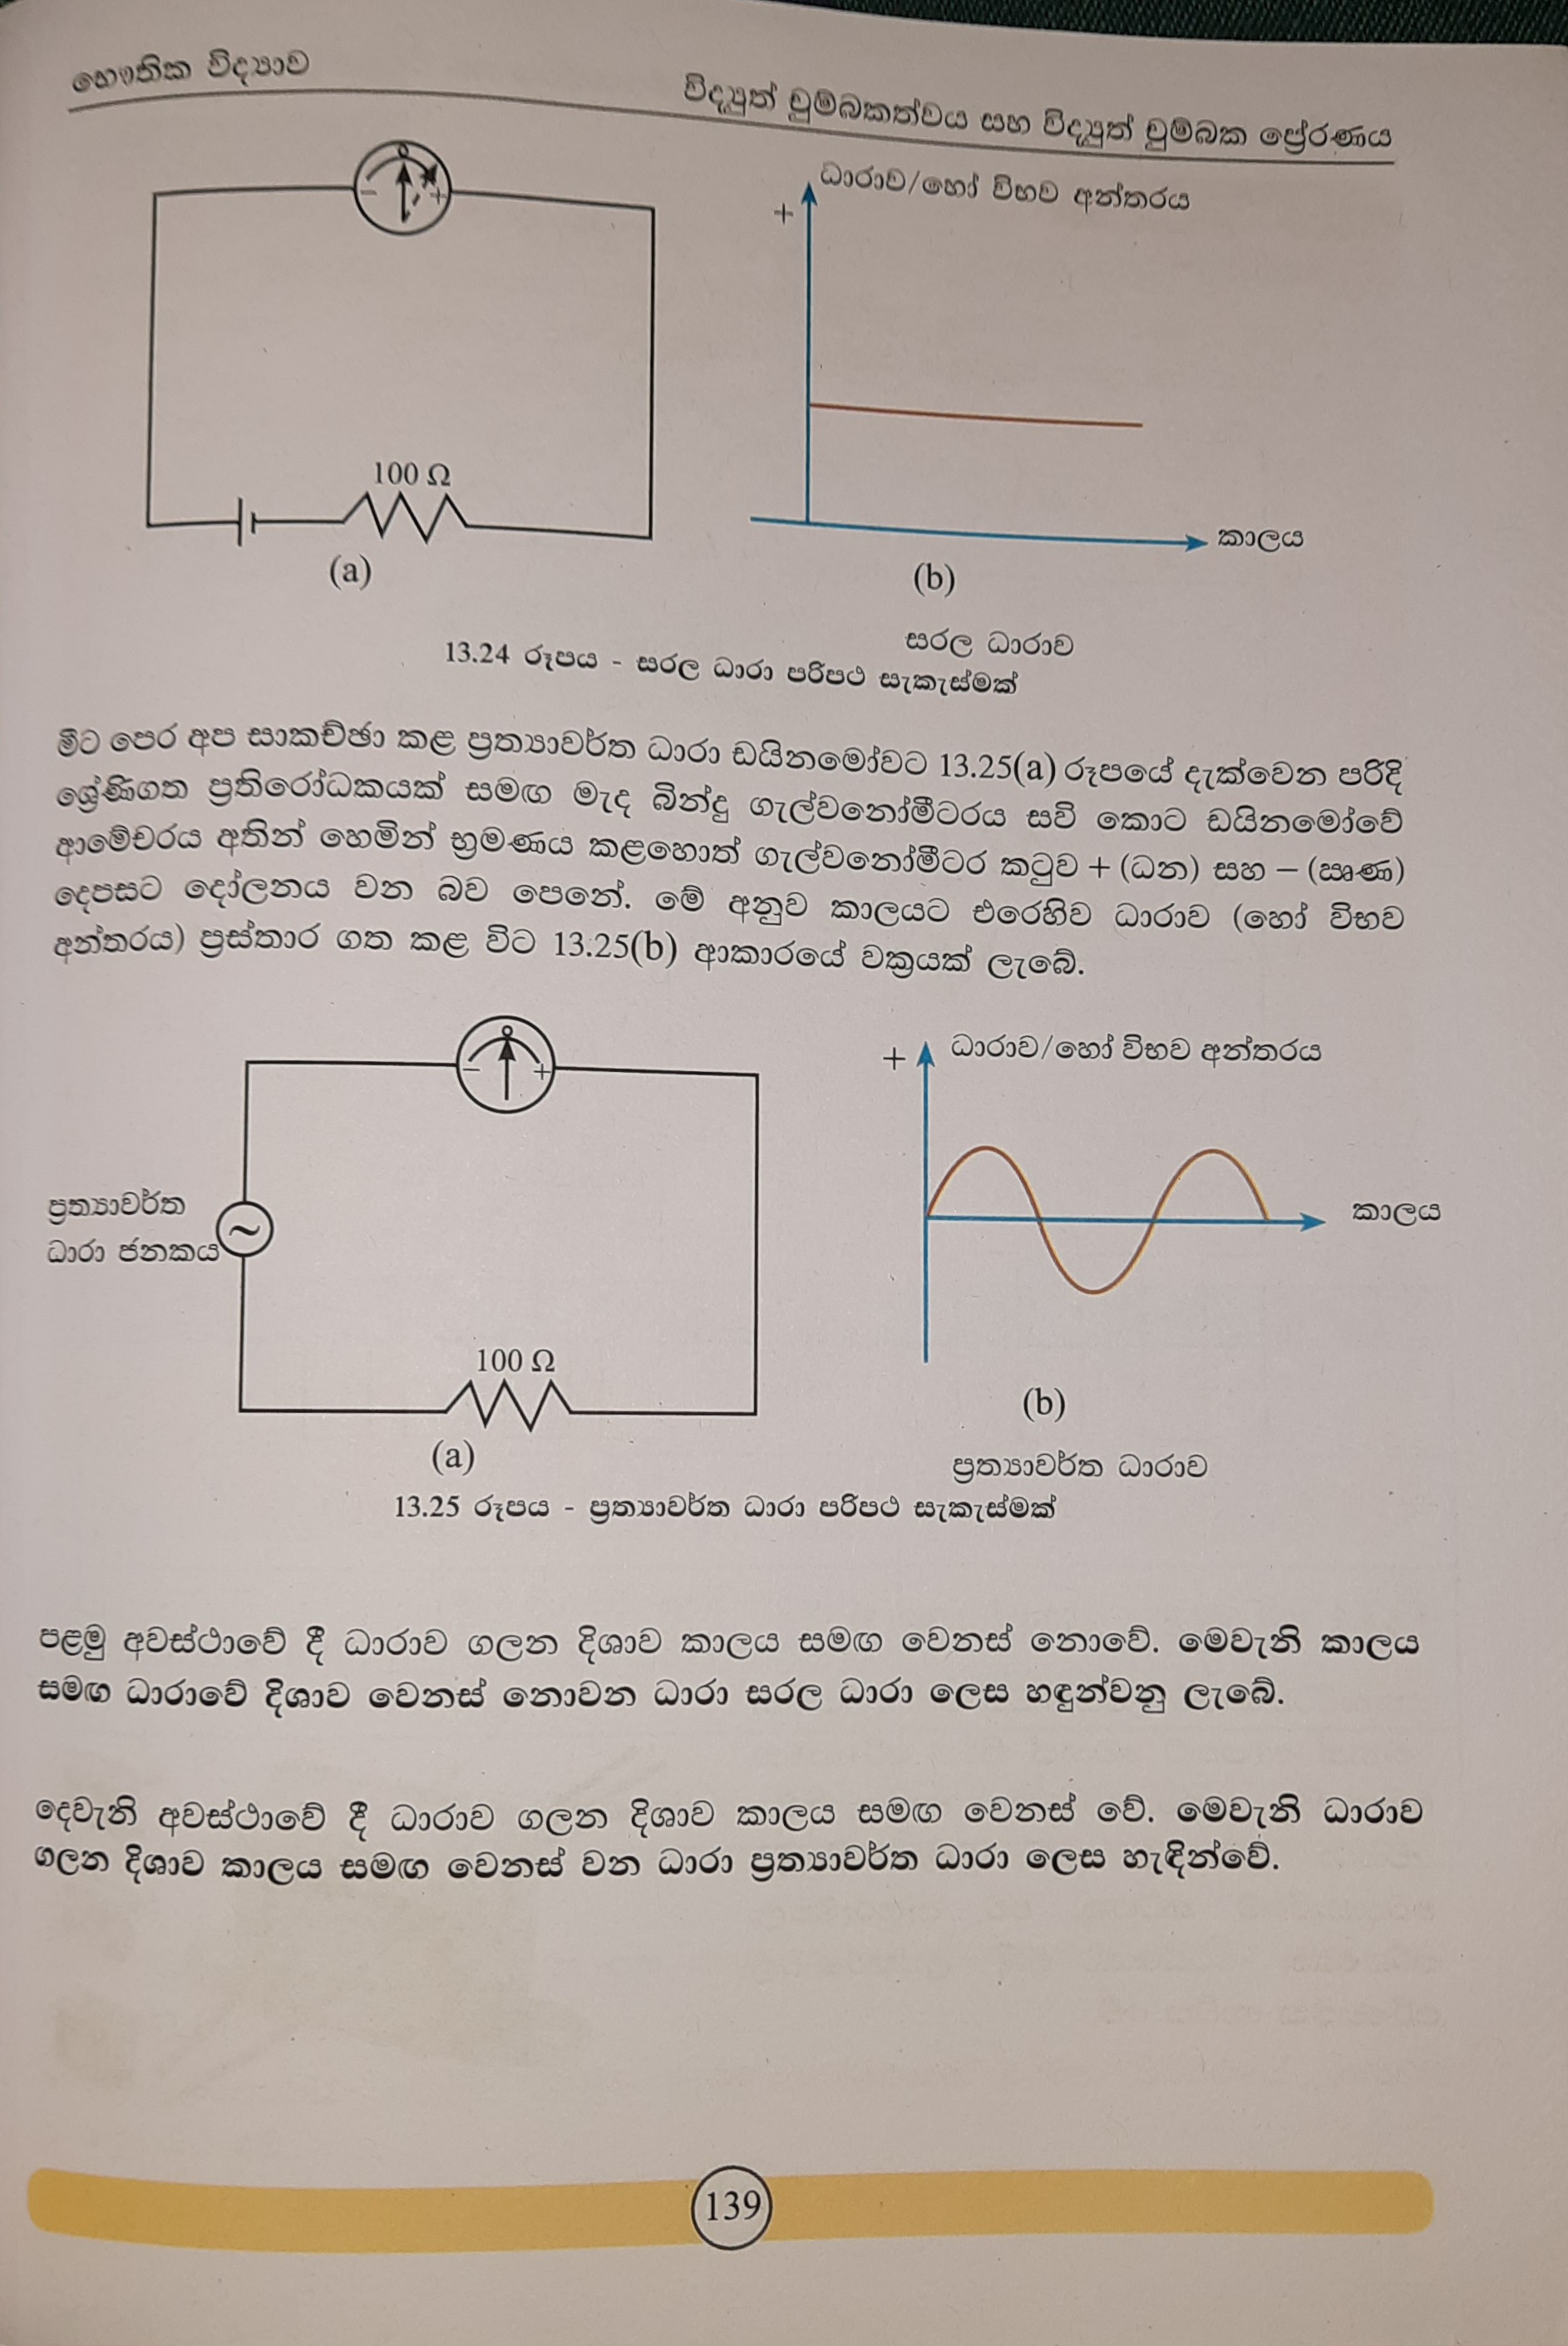 භෞතික විද්‍යාව
විද්‍යුත් චුම්බකත්වය සහ විද්‍යුත් චුම්බක ප්‍රේරණය
ධාරාව/හෝ විභව අන්තරය
+
− +
100 Ω
කාලය
(a)
(b)
සරල ධාරාව
13.24 රූපය - සරල ධාරා පරිපථ සැකැස්මක්
මීට පෙර අප සාකච්ඡා කළ ප්‍රත්‍යාවර්ත ධාරා ඩයිනමෝවට 13.25(a) රූපයේ දැක්වෙන පරිදි
ශ්‍රේණිගත ප්‍රතිරෝධකයක් සමඟ මැද බින්දු ගැල්වනෝමීටරය සවි කොට ඩයිනමෝවේ
ආමේචරය අතින් හෙමින් භ්‍රමණය කළහොත් ගැල්වනෝමීටර කටුව + (ධන) සහ − (ඍණ)
දෙපසට දෝලනය වන බව පෙනේ. මේ අනුව කාලයට එරෙහිව ධාරාව (හෝ විභව
අන්තරය) ප්‍රස්තාර ගත කළ විට 13.25(b) ආකාරයේ වක්‍රයක් ලැබේ.
+ ධාරාව/හෝ විභව අන්තරය
− +
ප්‍රත්‍යාවර්ත
ධාරා ජනකය
~
කාලය
100 Ω
(a)
(b)
ප්‍රත්‍යාවර්ත ධාරාව
13.25 රූපය - ප්‍රත්‍යාවර්ත ධාරා පරිපථ සැකැස්මක්
පළමු අවස්ථාවේ දී ධාරාව ගලන දිශාව කාලය සමඟ වෙනස් නොවේ. මෙවැනි කාලය
සමඟ ධාරාවේ දිශාව වෙනස් නොවන ධාරා සරල ධාරා ලෙස හඳුන්වනු ලැබේ.
දෙවැනි අවස්ථාවේ දී ධාරාව ගලන දිශාව කාලය සමඟ වෙනස් වේ. මෙවැනි ධාරාව
ගලන දිශාව කාලය සමඟ වෙනස් වන ධාරා ප්‍රත්‍යාවර්ත ධාරා ලෙස හැඳින්වේ.
139